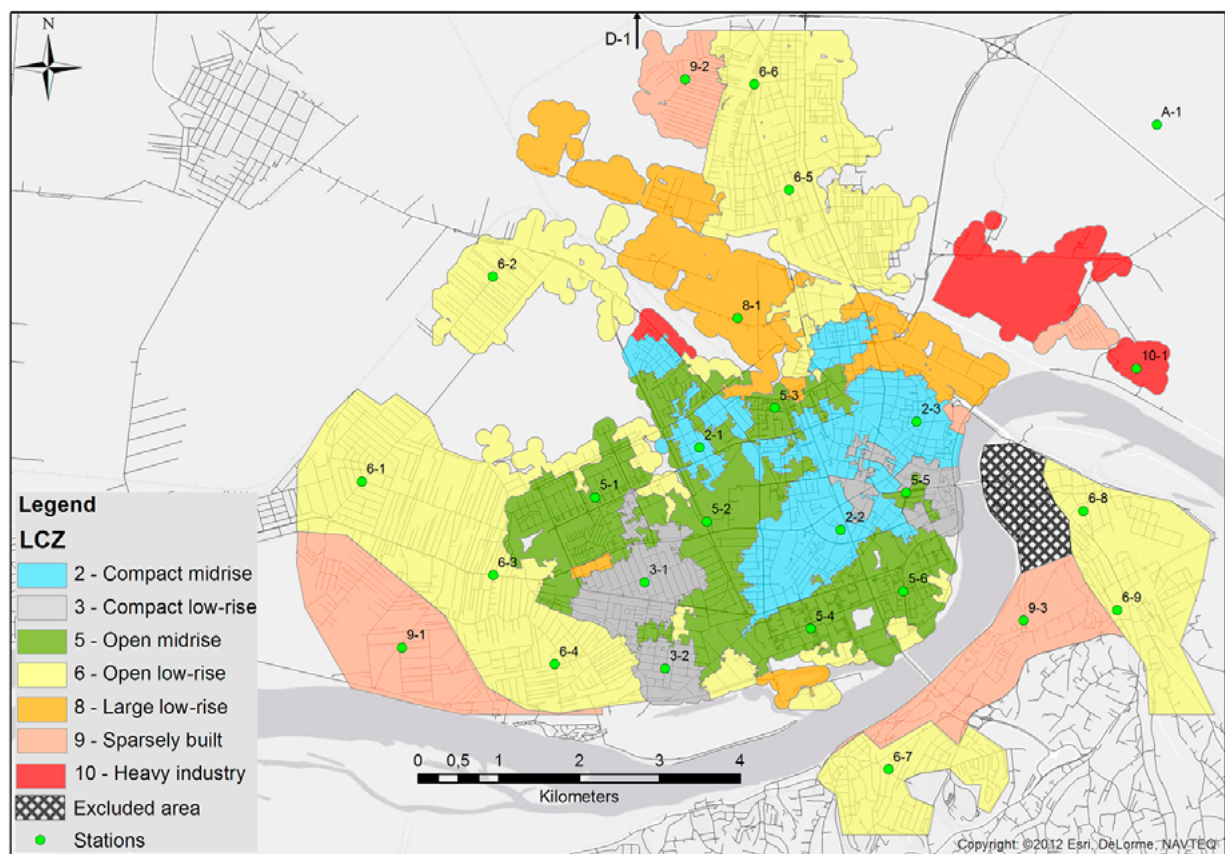 N
D-1
9-2
6-6
A-1
6-5
6-2
8-1
10-1
5-3
2-3
2-1
6-1
5-1
5-5
5-2
6-8
2-2
6-3
3-1
5-6
6-9
9-3
5-4
9-1
6-4
3-2
6-7
Legend
LCZ
2 - Compact midrise
3 - Compact low-rise
5 - Open midrise
6 - Open low-rise
8 - Large low-rise
9 - Sparsely built
10 - Heavy industry
Excluded area
Stations
0 0,5 1 2 3 4
Kilometers
Copyright: ©2012 Esri, DeLorme, NAVTEQ